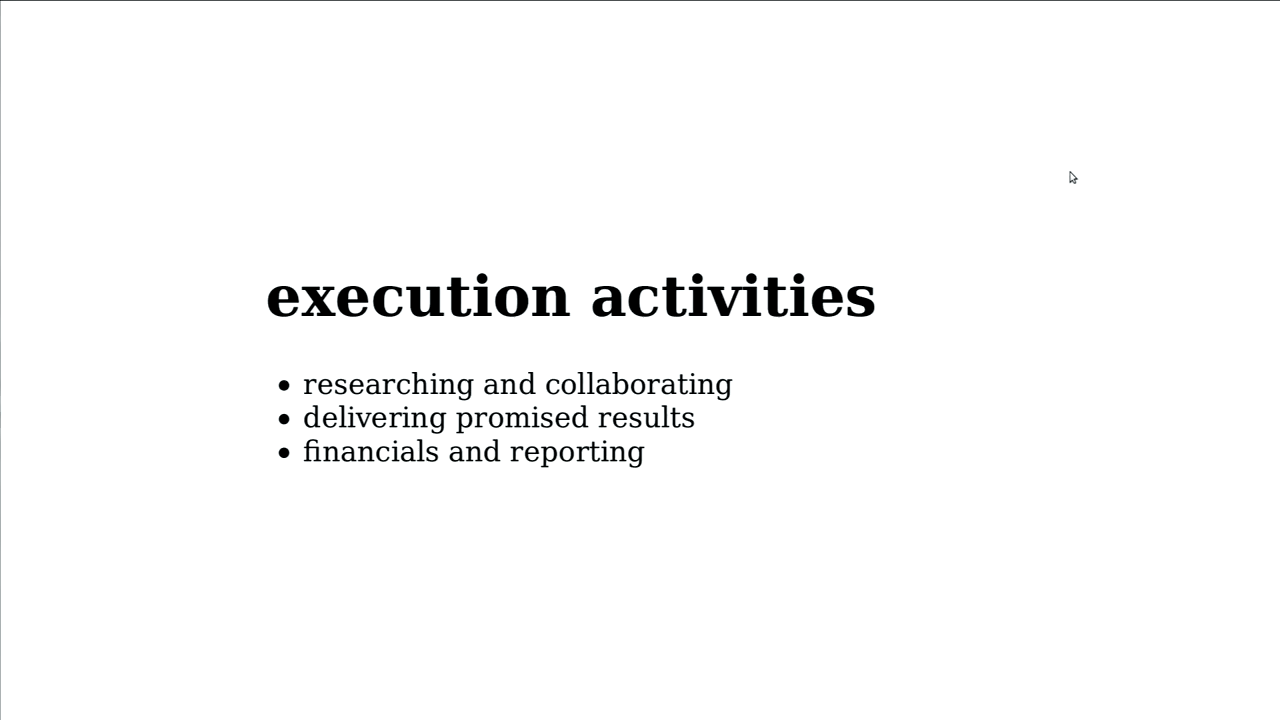 execution activities
researching and collaborating
delivering promised results
financials and reporting